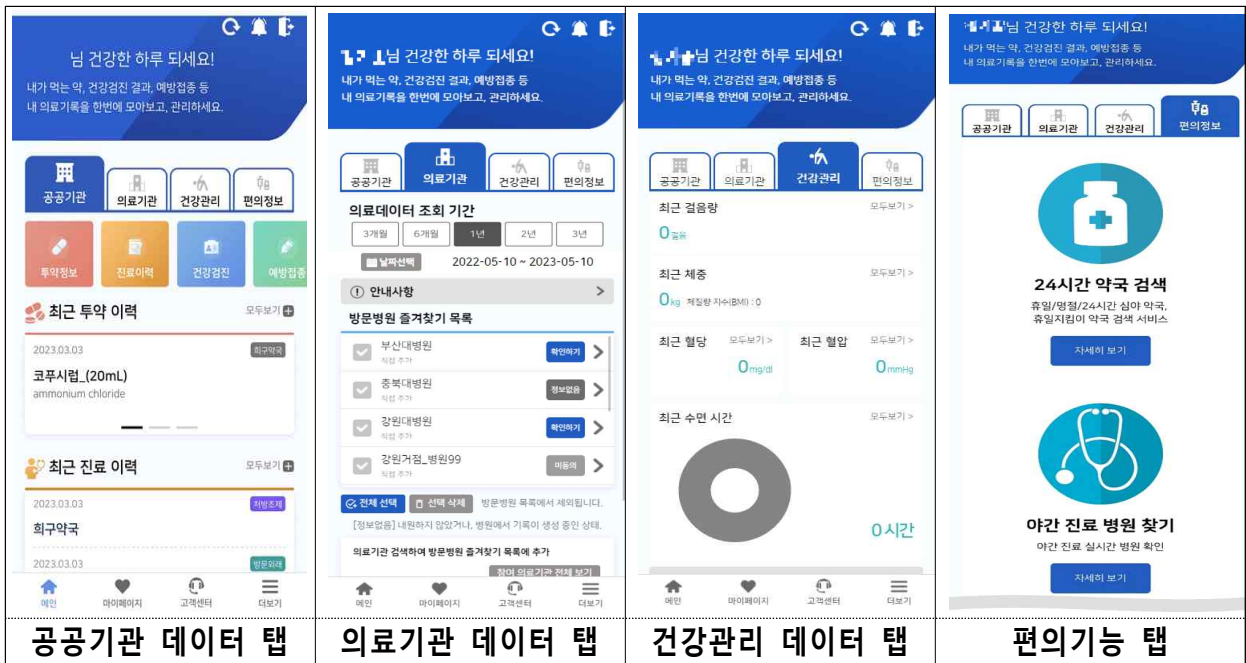 님 건강한 하루 되세요!
내가 먹는 약, 건강검진 결과, 예방접종 등
내 의료기록을 한번에 모아보고, 관리하세요.
공공기관
의료기관
건강관리
편의정보
투약정보
진료이력
건강검진
예방접종
최근 투약 이력
모두보기
2023.03.03
희구약국
코푸시럽_(20mL)
ammonium chloride
최근 진료 이력
모두보기
2023.03.03
처방조제
희구약국
2023.03.03
방문외래
메인
마이페이지
고객센터
더보기
공공기관 데이터 탭
님 건강한 하루 되세요!
내가 먹는 약, 건강검진 결과, 예방접종 등
내 의료기록을 한번에 모아보고, 관리하세요.
공공기관
의료기관
건강관리
편의정보
의료데이터 조회 기간
3개월
6개월
1년
2년
3년
날짜선택
2022-05-10 ~ 2023-05-10
안내사항
>
방문병원 즐겨찾기 목록
부산대병원
직접 추가
확인하기
충북대병원
직접 추가
정보없음
강원대병원
직접 추가
확인하기
강원거점_병원99
직접 추가
미동의
전체 선택
선택 삭제
방문병원 목록에서 제외됩니다.
[정보없음] 내원하지 않았거나, 병원에서 기록이 생성 중인 상태.
의료기관 검색하여 방문병원 즐겨찾기 목록에 추가
참여 의료기관 전체 보기
메인
마이페이지
고객센터
더보기
의료기관 데이터 탭
님 건강한 하루 되세요!
내가 먹는 약, 건강검진 결과, 예방접종 등
내 의료기록을 한번에 모아보고, 관리하세요.
공공기관
의료기관
건강관리
편의정보
최근 걸음량
모두보기 >
0 걸음
최근 체중
모두보기 >
0 kg 체질량 지수(BMI) : 0
최근 혈당
모두보기 >
0 mg/dl
최근 혈압
모두보기 >
0 mmHg
최근 수면 시간
모두보기 >
0 시간
메인
마이페이지
고객센터
더보기
건강관리 데이터 탭
님 건강한 하루 되세요!
내가 먹는 약, 건강검진 결과, 예방접종 등
내 의료기록을 한번에 모아보고, 관리하세요.
공공기관
의료기관
건강관리
편의정보
24시간 약국 검색
휴일/명절/24시간 심야 약국,
휴일지킴이 약국 검색 서비스
자세히 보기
야간 진료 병원 찾기
야간 진료 실시간 병원 확인
자세히 보기
편의기능 탭